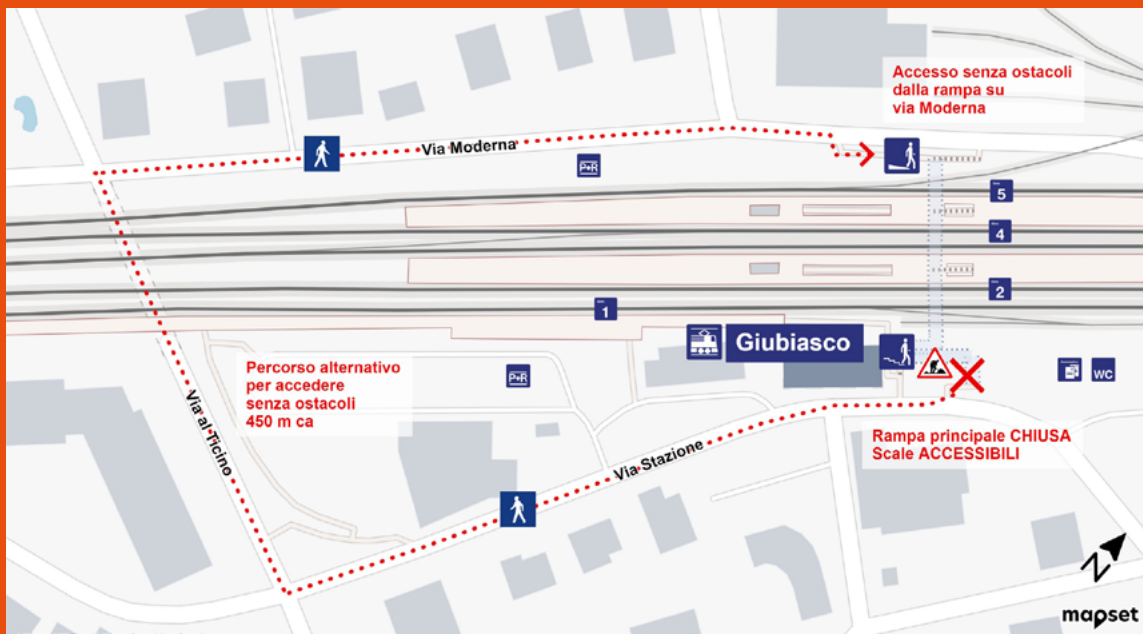 Accesso senza ostacoli
dalla rampa su
via Moderna
Via Moderna
P+R
5
4
2
1
Giubiasco
Percorso alternativo
per accedere
senza ostacoli
450 m ca
P+R
WC
Via al Ticino
Via Stazione
Rampa principale CHIUSA
Scale ACCESSIBILI
N
mapset